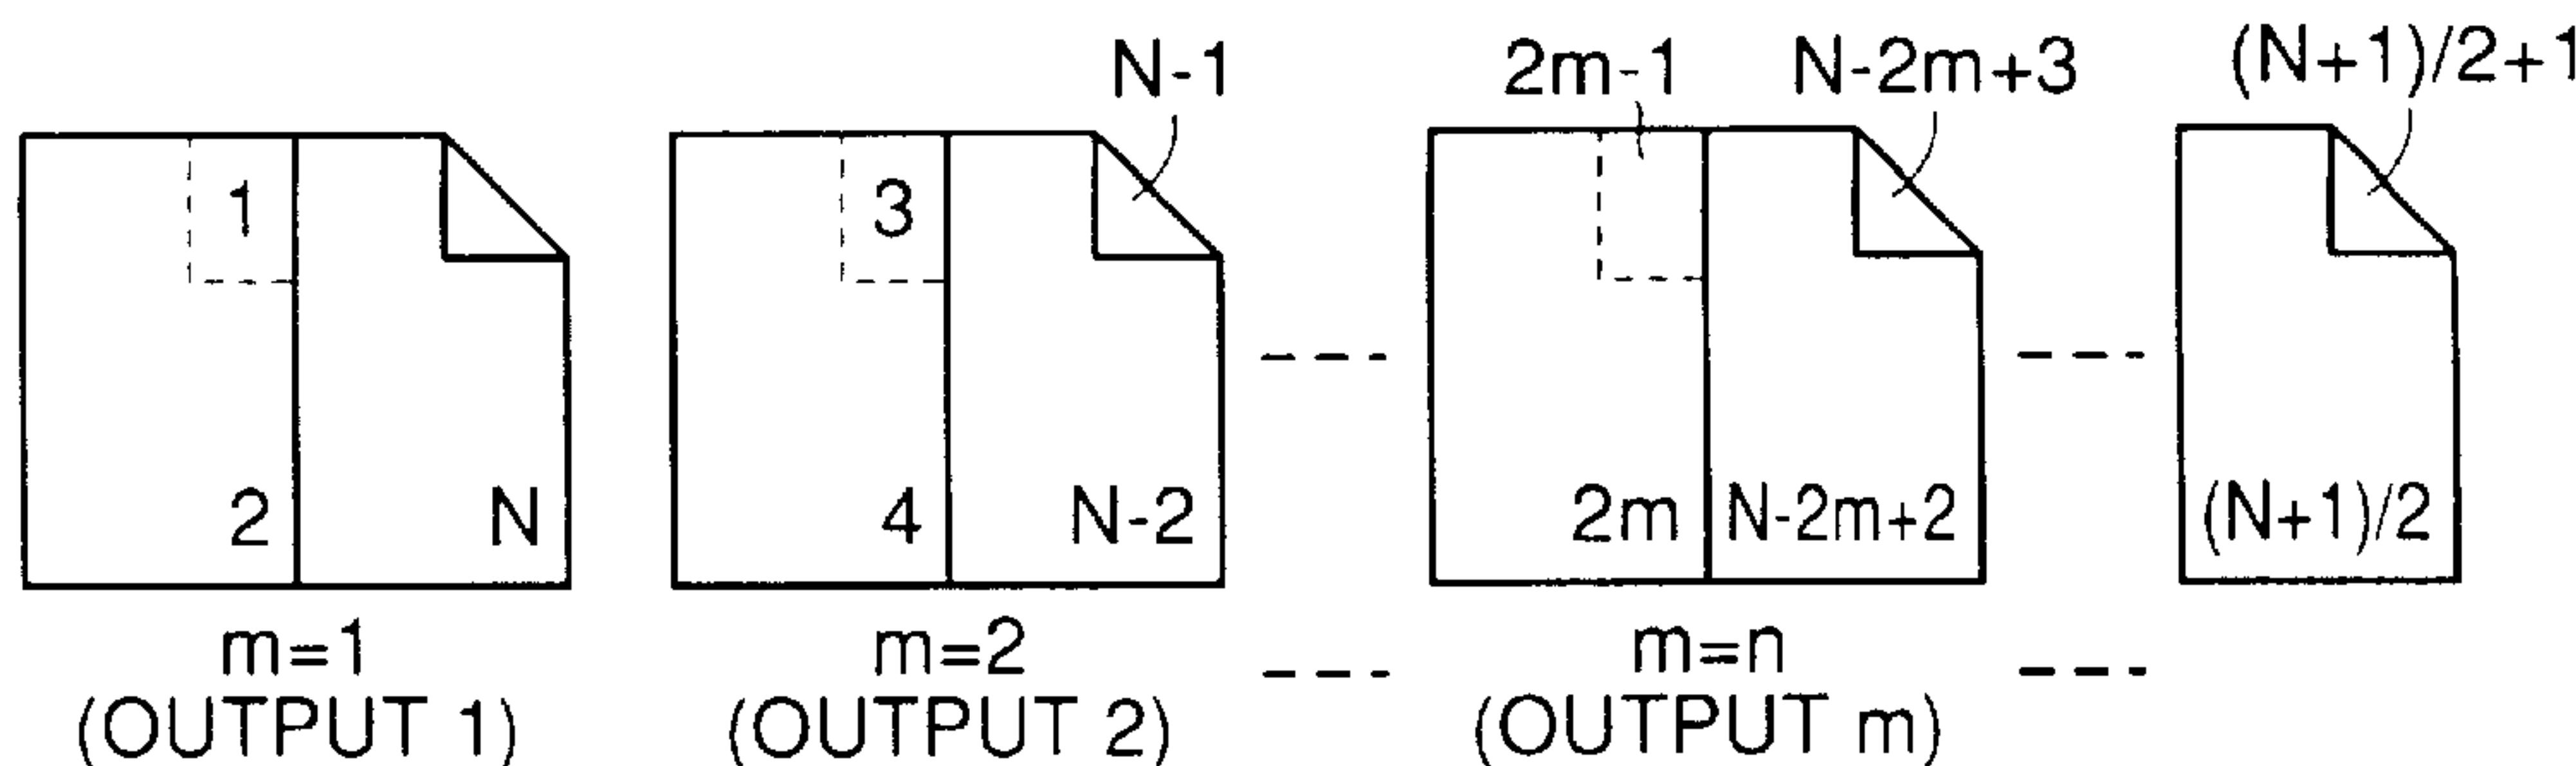 N-1 2m-1 N-2m+3 (N+1)/2+1
1 3
2 N 4 N-2 2m N-2m+2 (N+1)/2
m=1 m=2 m=n
(OUTPUT 1) (OUTPUT 2) (OUTPUT m)